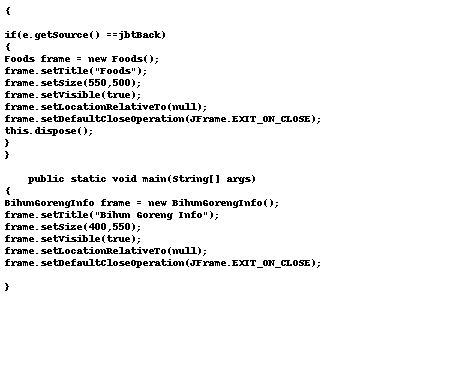 {
if(e.getSource() ==jbtBack)
{
Foods frame = new Foods();
frame.setTitle("Foods");
frame.setSize(550,500);
frame.setVisible(true);
frame.setLocationRelativeTo(null);
frame.setDefaultCloseOperation(JFrame.EXIT_ON_CLOSE);
this.dispose();
}
}
public static void main(String[] args)
{
BihunGorengInfo frame = new BihunGorengInfo();
frame.setTitle("Bihun Goreng Info");
frame.setSize(400,550);
frame.setVisible(true);
frame.setLocationRelativeTo(null);
frame.setDefaultCloseOperation(JFrame.EXIT_ON_CLOSE);
}